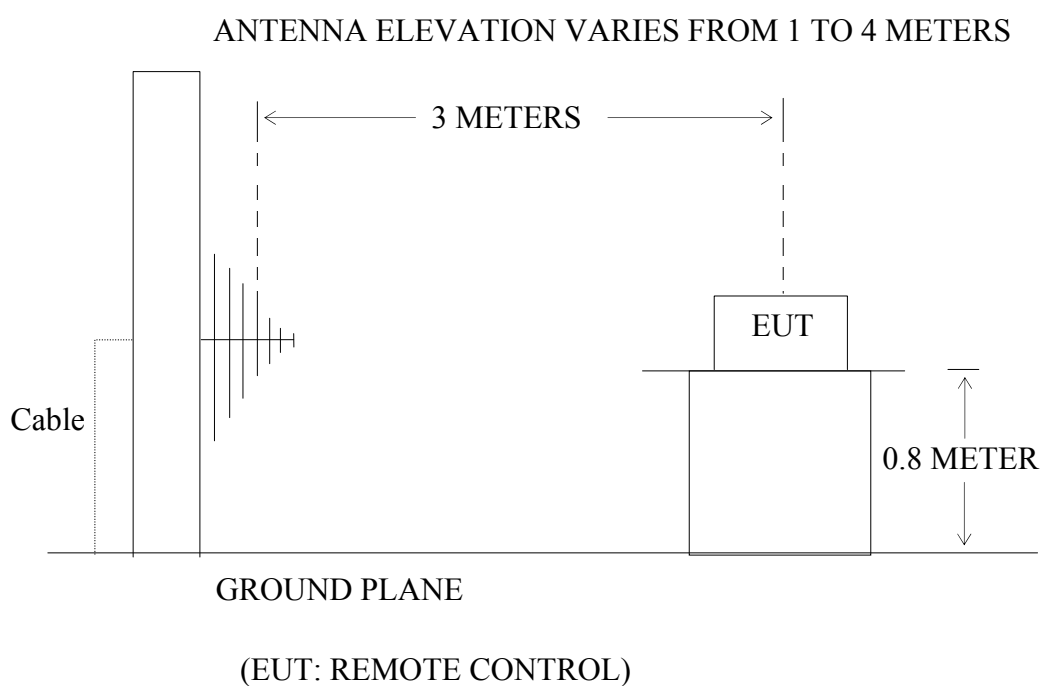 ANTENNA ELEVATION VARIES FROM 1 TO 4 METERS
3 METERS
EUT
Cable
0.8 METER
GROUND PLANE
(EUT: REMOTE CONTROL)